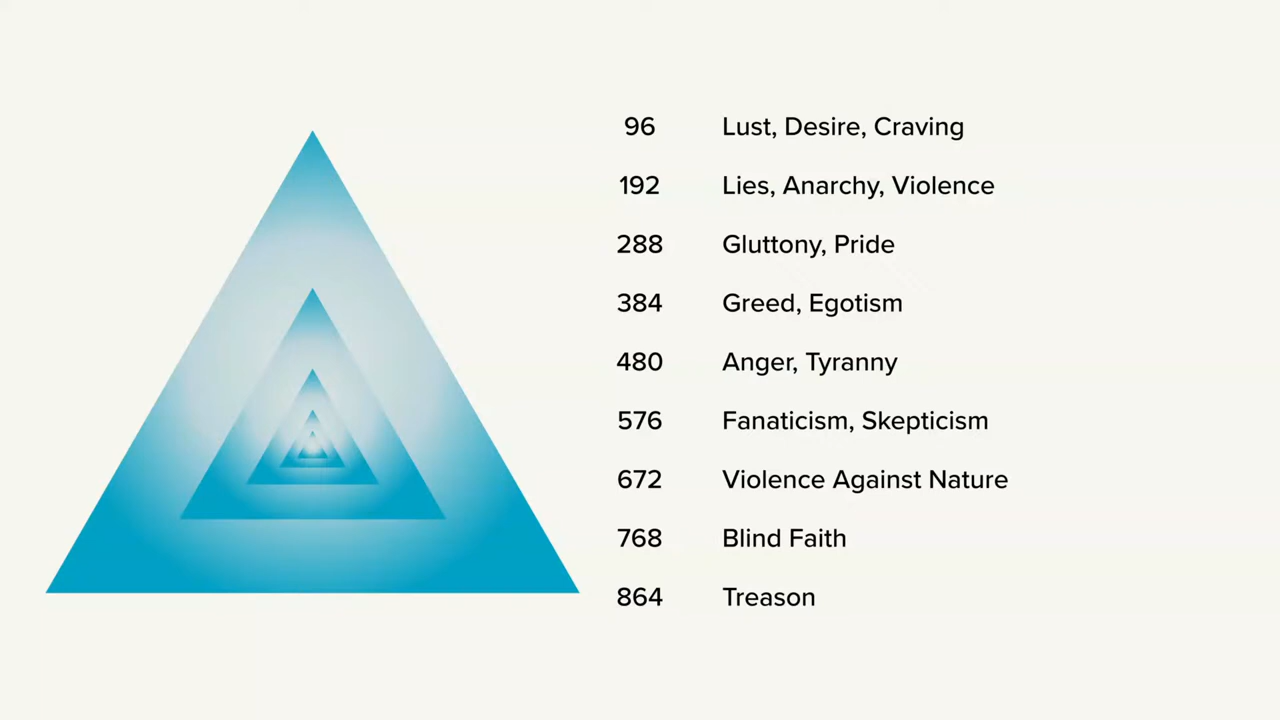 96 Lust, Desire, Craving
192 Lies, Anarchy, Violence
288 Gluttony, Pride
384 Greed, Egotism
480 Anger, Tyranny
576 Fanaticism, Skepticism
672 Violence Against Nature
768 Blind Faith
864 Treason